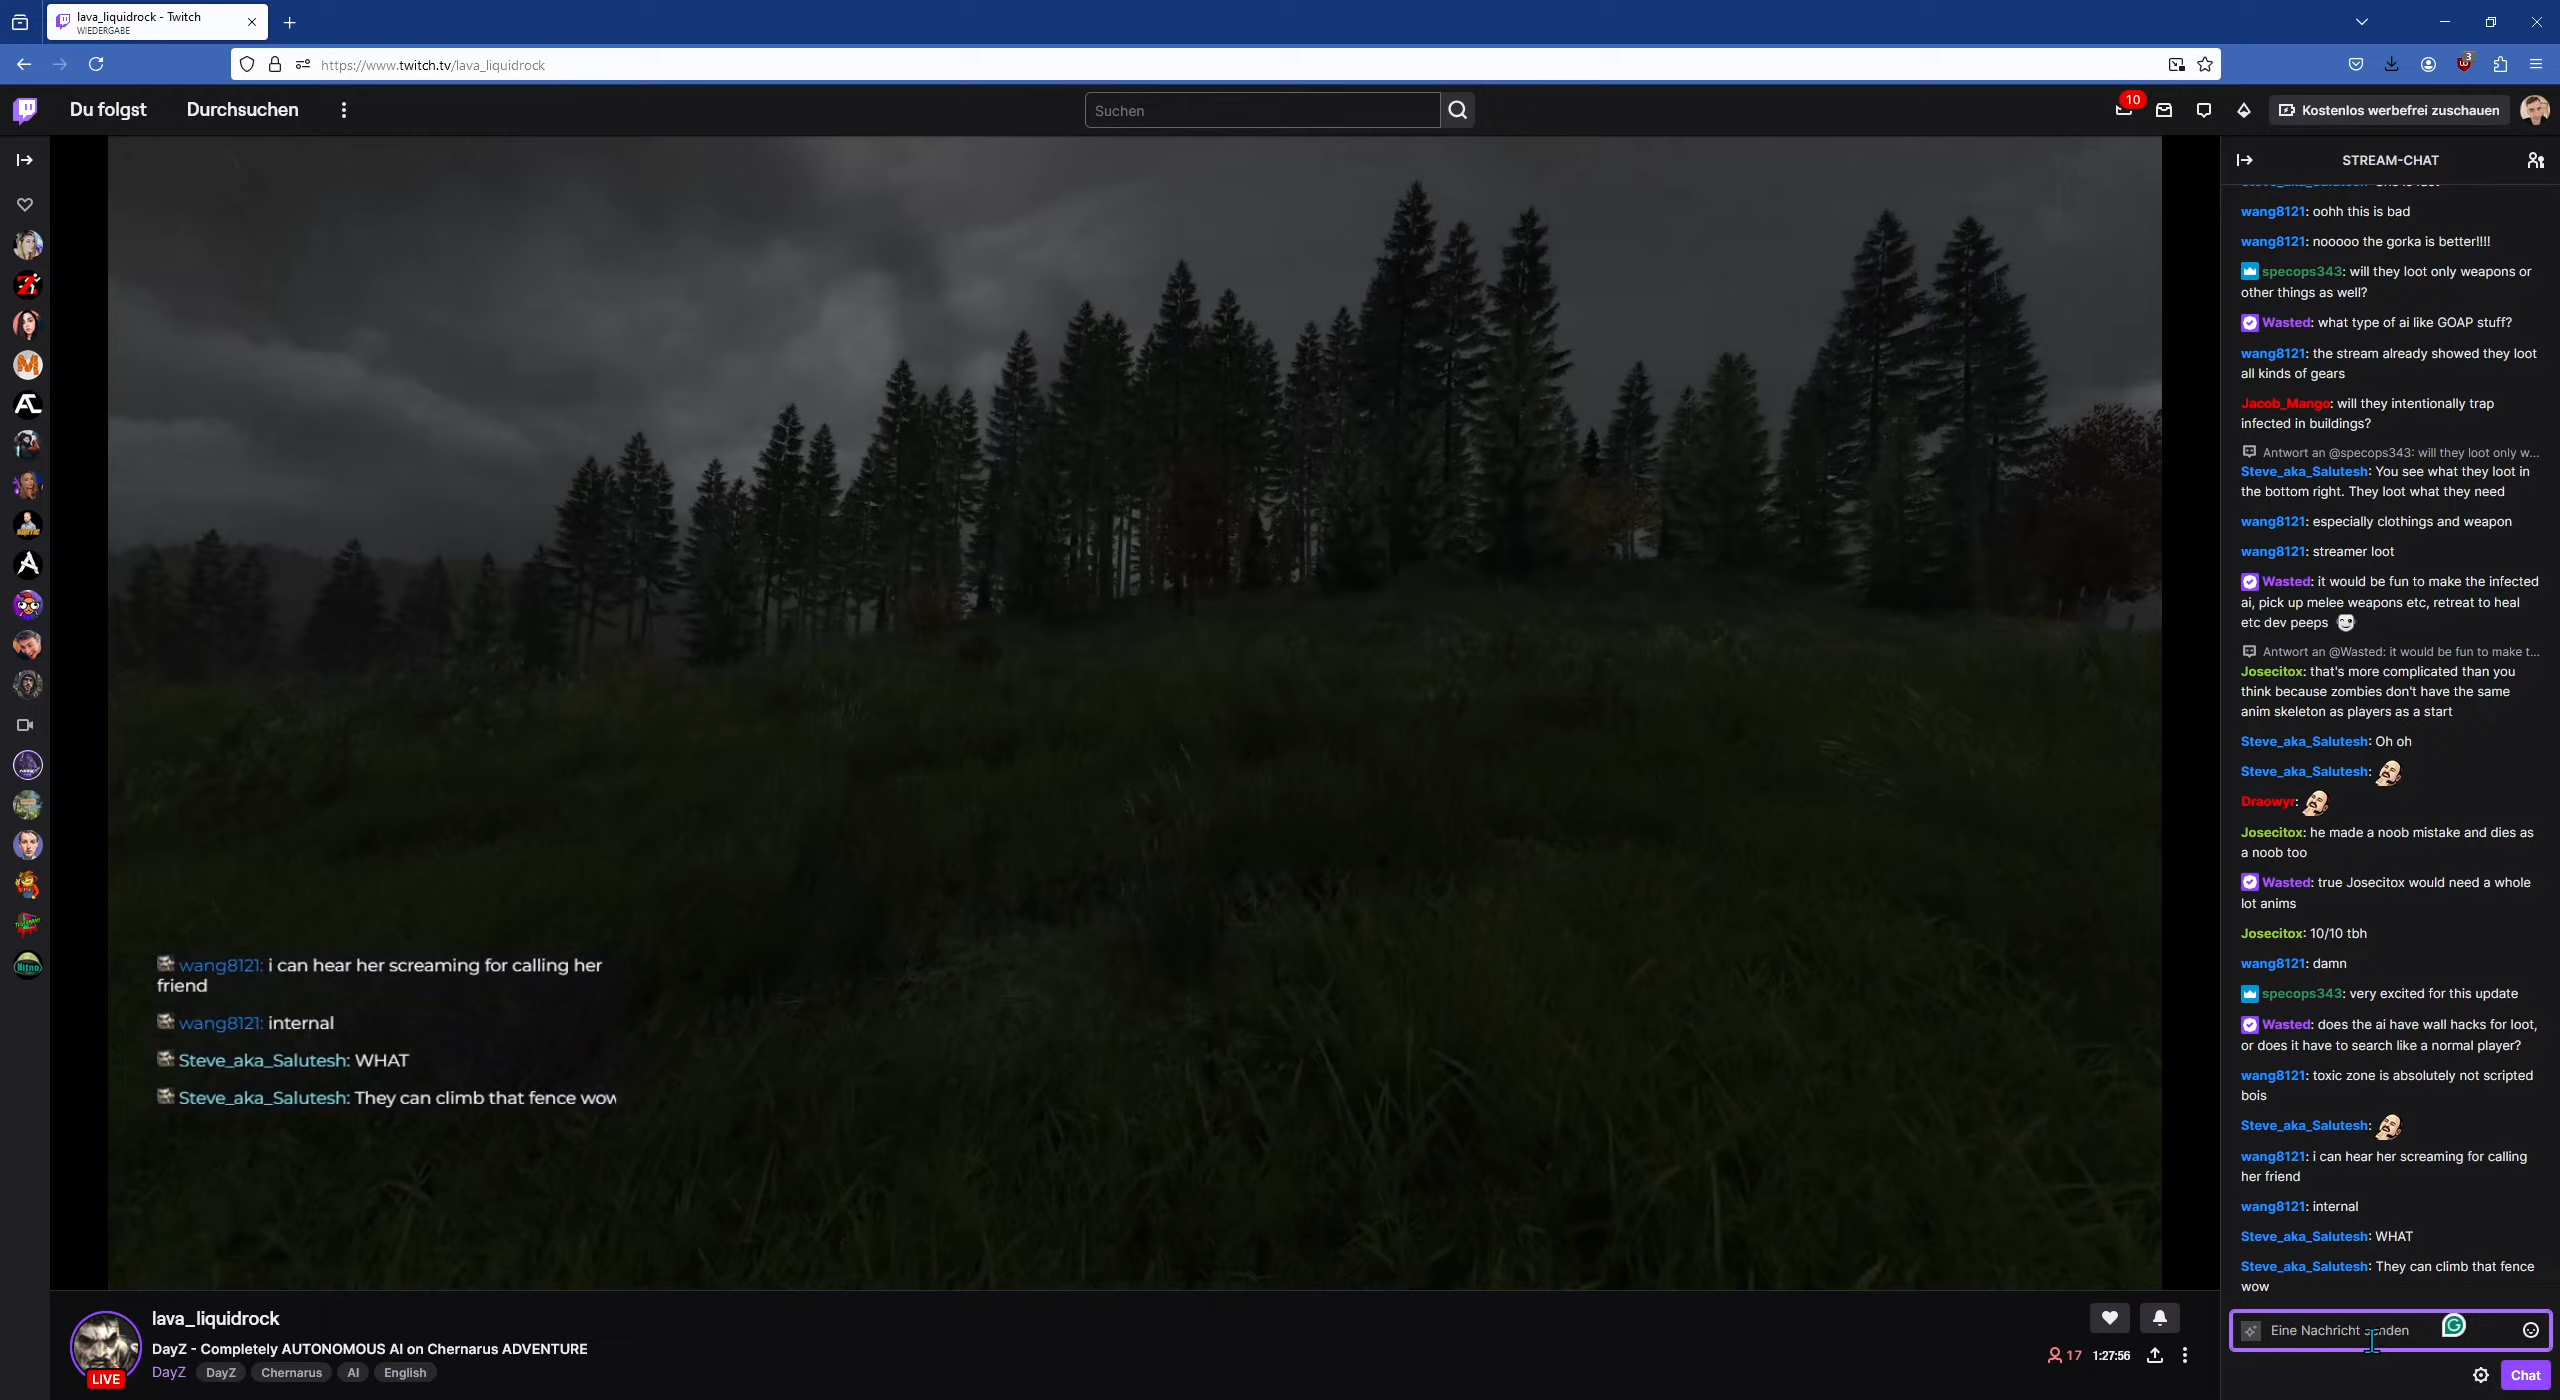 lava_liquidrock - Twitch
WIEDERGABE
https://www.twitch.tv/lava_liquidrock
3
Du folgst
Durchsuchen
Suchen
10
Kostenlos werbefrei zuschauen
STREAM-CHAT
wang8121: oohh this is bad
wang8121: nooooo the gorka is better!!!!
specops343: will they loot only weapons or
other things as well?
Wasted: what type of ai like GOAP stuff?
wang8121: the stream already showed they loot
all kinds of gears
Jacob_Mango: will they intentionally trap
infected in buildings?
Antwort an @specops343: will they loot only w...
Steve_aka_Salutesh: You see what they loot in
the bottom right. They loot what they need
wang8121: especially clothings and weapon
wang8121: streamer loot
Wasted: it would be fun to make the infected
ai, pick up melee weapons etc, retreat to heal
etc dev peeps
Antwort an @Wasted: it would be fun to make t...
Josecitox: that's more complicated than you
think because zombies don't have the same
anim skeleton as players as a start
Steve_aka_Salutesh: Oh oh
Steve_aka_Salutesh:
Draowyr:
Josecitox: he made a noob mistake and dies as
a noob too
Wasted: true Josecitox would need a whole
lot anims
Josecitox: 10/10 tbh
wang8121: damn
specops343: very excited for this update
Wasted: does the ai have wall hacks for loot,
or does it have to search like a normal player?
wang8121: toxic zone is absolutely not scripted
bois
Steve_aka_Salutesh:
wang8121: i can hear her screaming for calling
her friend
wang8121: internal
Steve_aka_Salutesh: WHAT
Steve_aka_Salutesh: They can climb that fence
wow
Eine Nachricht senden
Chat
wang8121: i can hear her screaming for calling her
friend
wang8121: internal
Steve_aka_Salutesh: WHAT
Steve_aka_Salutesh: They can climb that fence wow
lava_liquidrock
DayZ - Completely AUTONOMOUS AI on Chernarus ADVENTURE
DayZ
DayZ
Chernarus
AI
English
LIVE
17
1:27:56